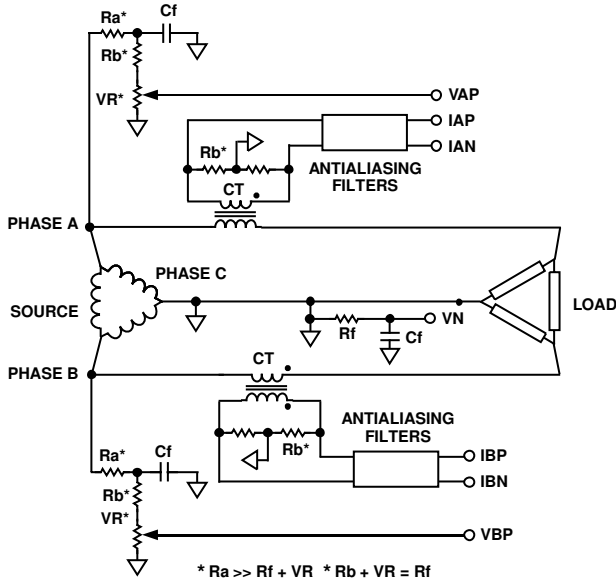 Ra*
Cf
Rb*
VR*
VAP
IAP
IAN
Rb*
ANTIALIASING
FILTERS
CT
PHASE A
PHASE C
SOURCE
LOAD
VN
Rf
Cf
PHASE B
CT
ANTIALIASING
FILTERS
Ra*
Cf
Rb*
IBP
IBN
Rb*
VR*
VBP
* Ra >> Rf + VR * Rb + VR = Rf